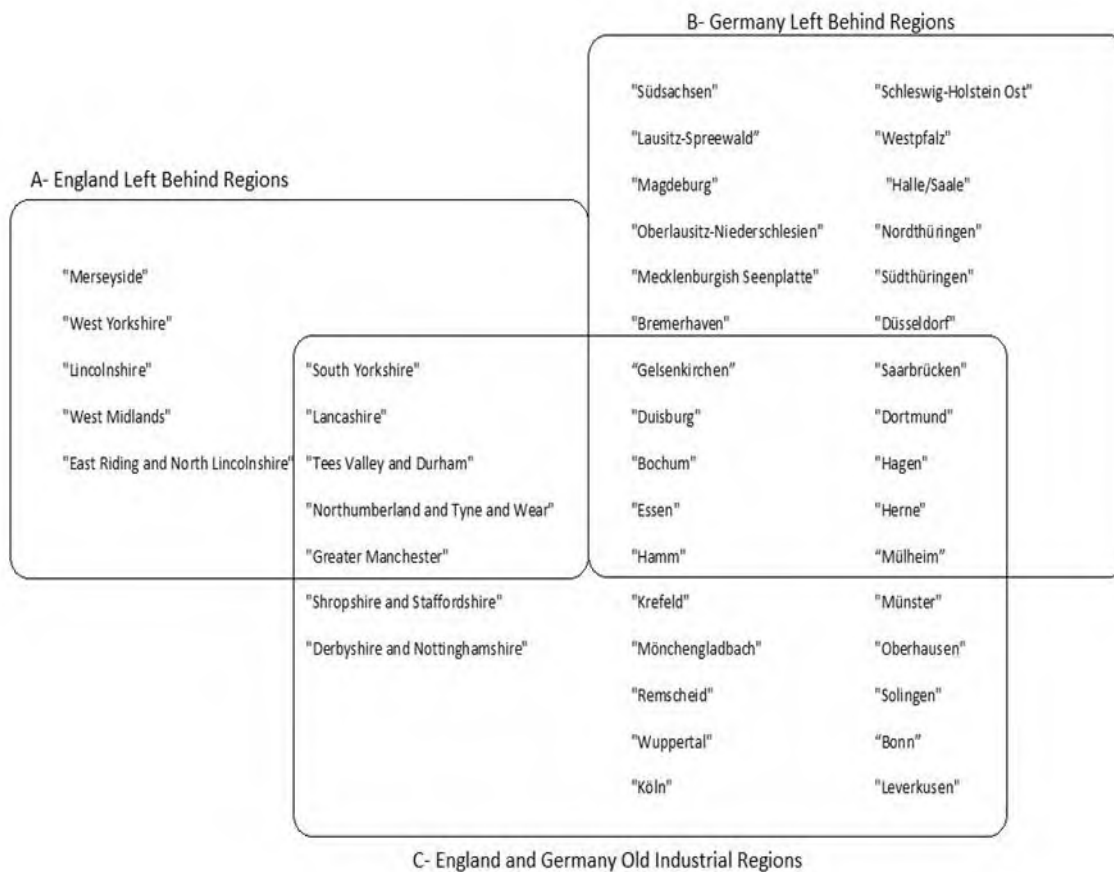 B- Germany Left Behind Regions
"Südsachsen" "Schleswig-Holstein Ost"
"Lausitz-Spreewald” "Westpfalz"
A- England Left Behind Regions
"Magdeburg" "Halle/Saale"
"Oberlausitz-Niederschlesien" "Nordthüringen"
"Merseyside" "Mecklenburgish Seenplatte" "Südthüringen"
"West Yorkshire" "Bremerhaven" "Düsseldorf"
"Lincolnshire" "South Yorkshire" “Gelsenkirchen” "Saarbrücken"
"West Midlands" "Lancashire" "Duisburg" "Dortmund"
"East Riding and North Lincolnshire" "Tees Valley and Durham" "Bochum" "Hagen"
"Northumberland and Tyne and Wear" "Essen" "Herne"
"Greater Manchester" "Hamm" “Mülheim”
"Shropshire and Staffordshire" "Krefeld" "Münster"
"Derbyshire and Nottinghamshire" "Mönchengladbach" "Oberhausen"
"Remscheid" "Solingen"
"Wuppertal" “Bonn”
"Köln" "Leverkusen"
C- England and Germany Old Industrial Regions